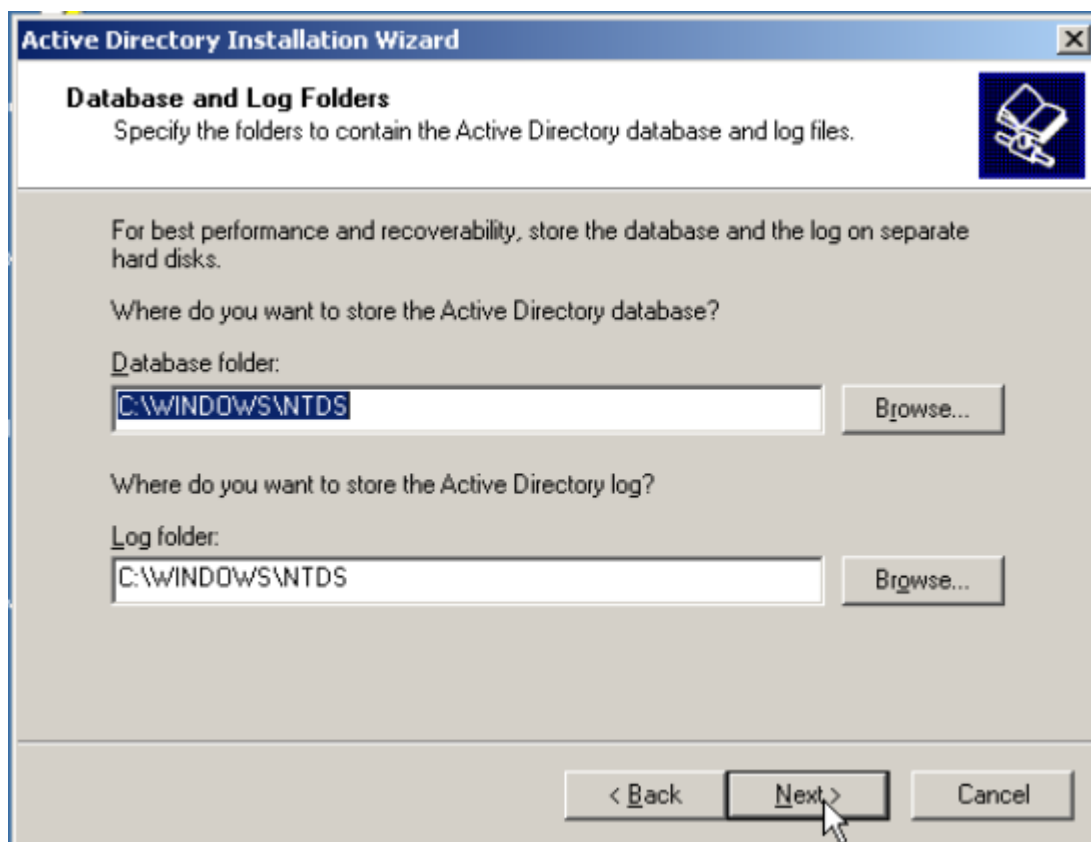 Active Directory Installation Wizard
Database and Log Folders
Specify the folders to contain the Active Directory database and log files.
For best performance and recoverability, store the database and the log on separate
hard disks.
Where do you want to store the Active Directory database?
Database folder:
C:\WINDOWS\NTDS
Browse...
Where do you want to store the Active Directory log?
Log folder:
C:\WINDOWS\NTDS
Browse...
< Back Next > Cancel